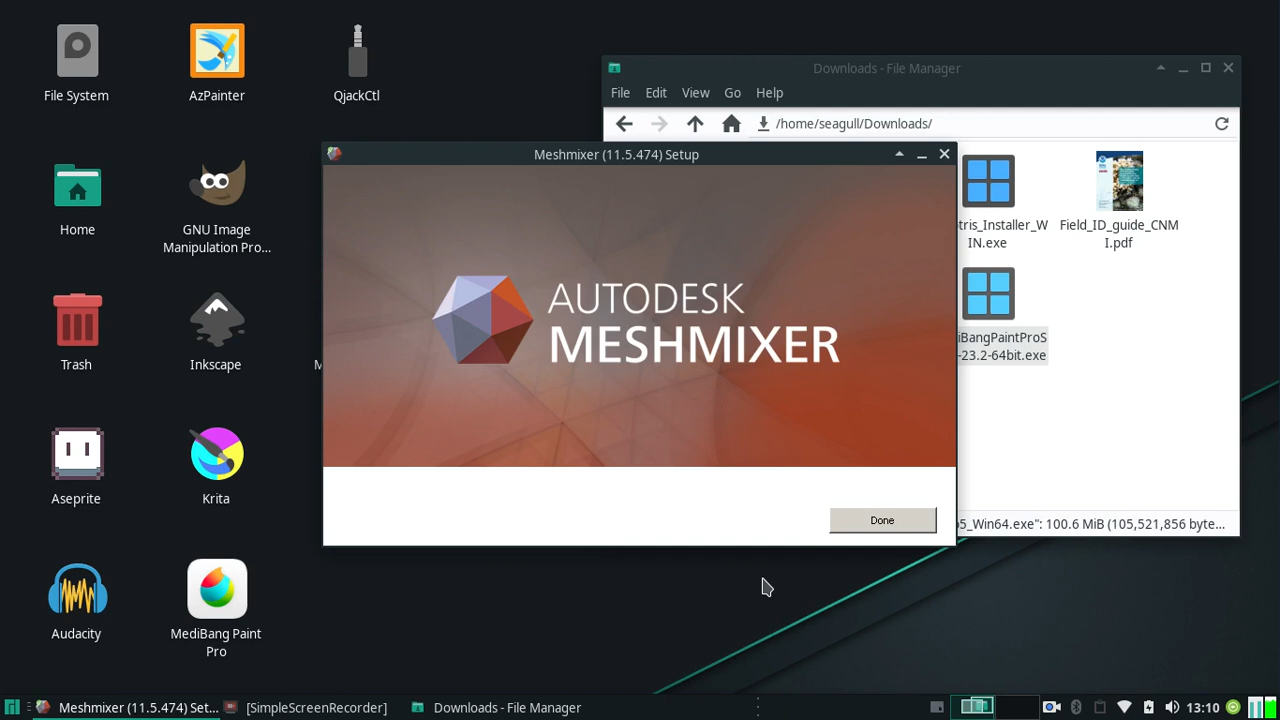 File System
AzPainter
QjackCtl
Home
GNU Image
Manipulation Pro...
Trash
Inkscape
M
Aseprite
Krita
Audacity
MediBang Paint
Pro
Downloads - File Manager
File Edit View Go Help
/home/seagull/Downloads/
tris_Installer_W
IN.exe
Field_ID_guide_CNM
I.pdf
iBangPaintProS
-23.2-64bit.exe
5_Win64.exe": 100.6 MiB (105,521,856 byte...
Meshmixer (11.5.474) Setup
AUTODESK
MESHMIXER
Done
Meshmixer (11.5.474) Set...
[SimpleScreenRecorder]
Downloads - File Manager
13:10